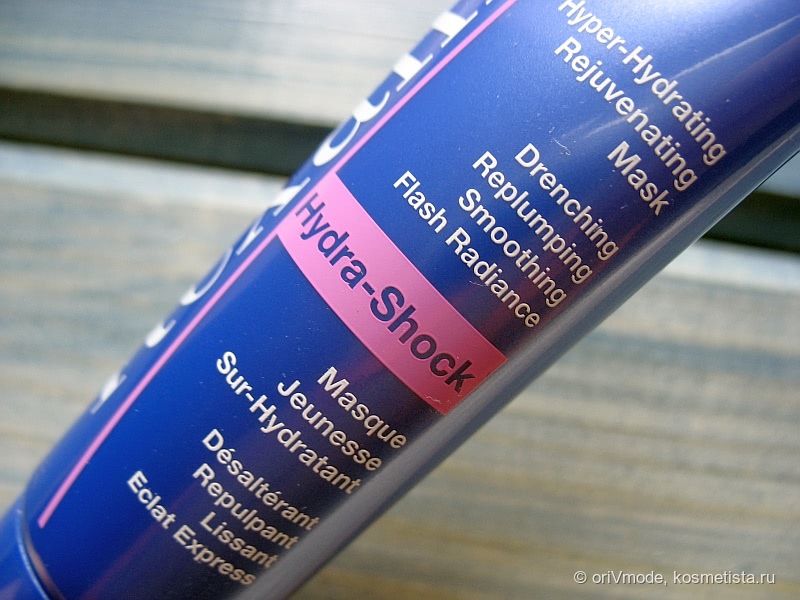 Hyper-Hydrating
Rejuvenating
Mask
Drenching
Replumping
Smoothing
Flash Radiance
Hydra-Shock
Masque
Jeunesse
Sur-Hydratant
Désaltérant
Repulpant
Lissant
Eclat Express
© oriVmode, kosmetista.ru